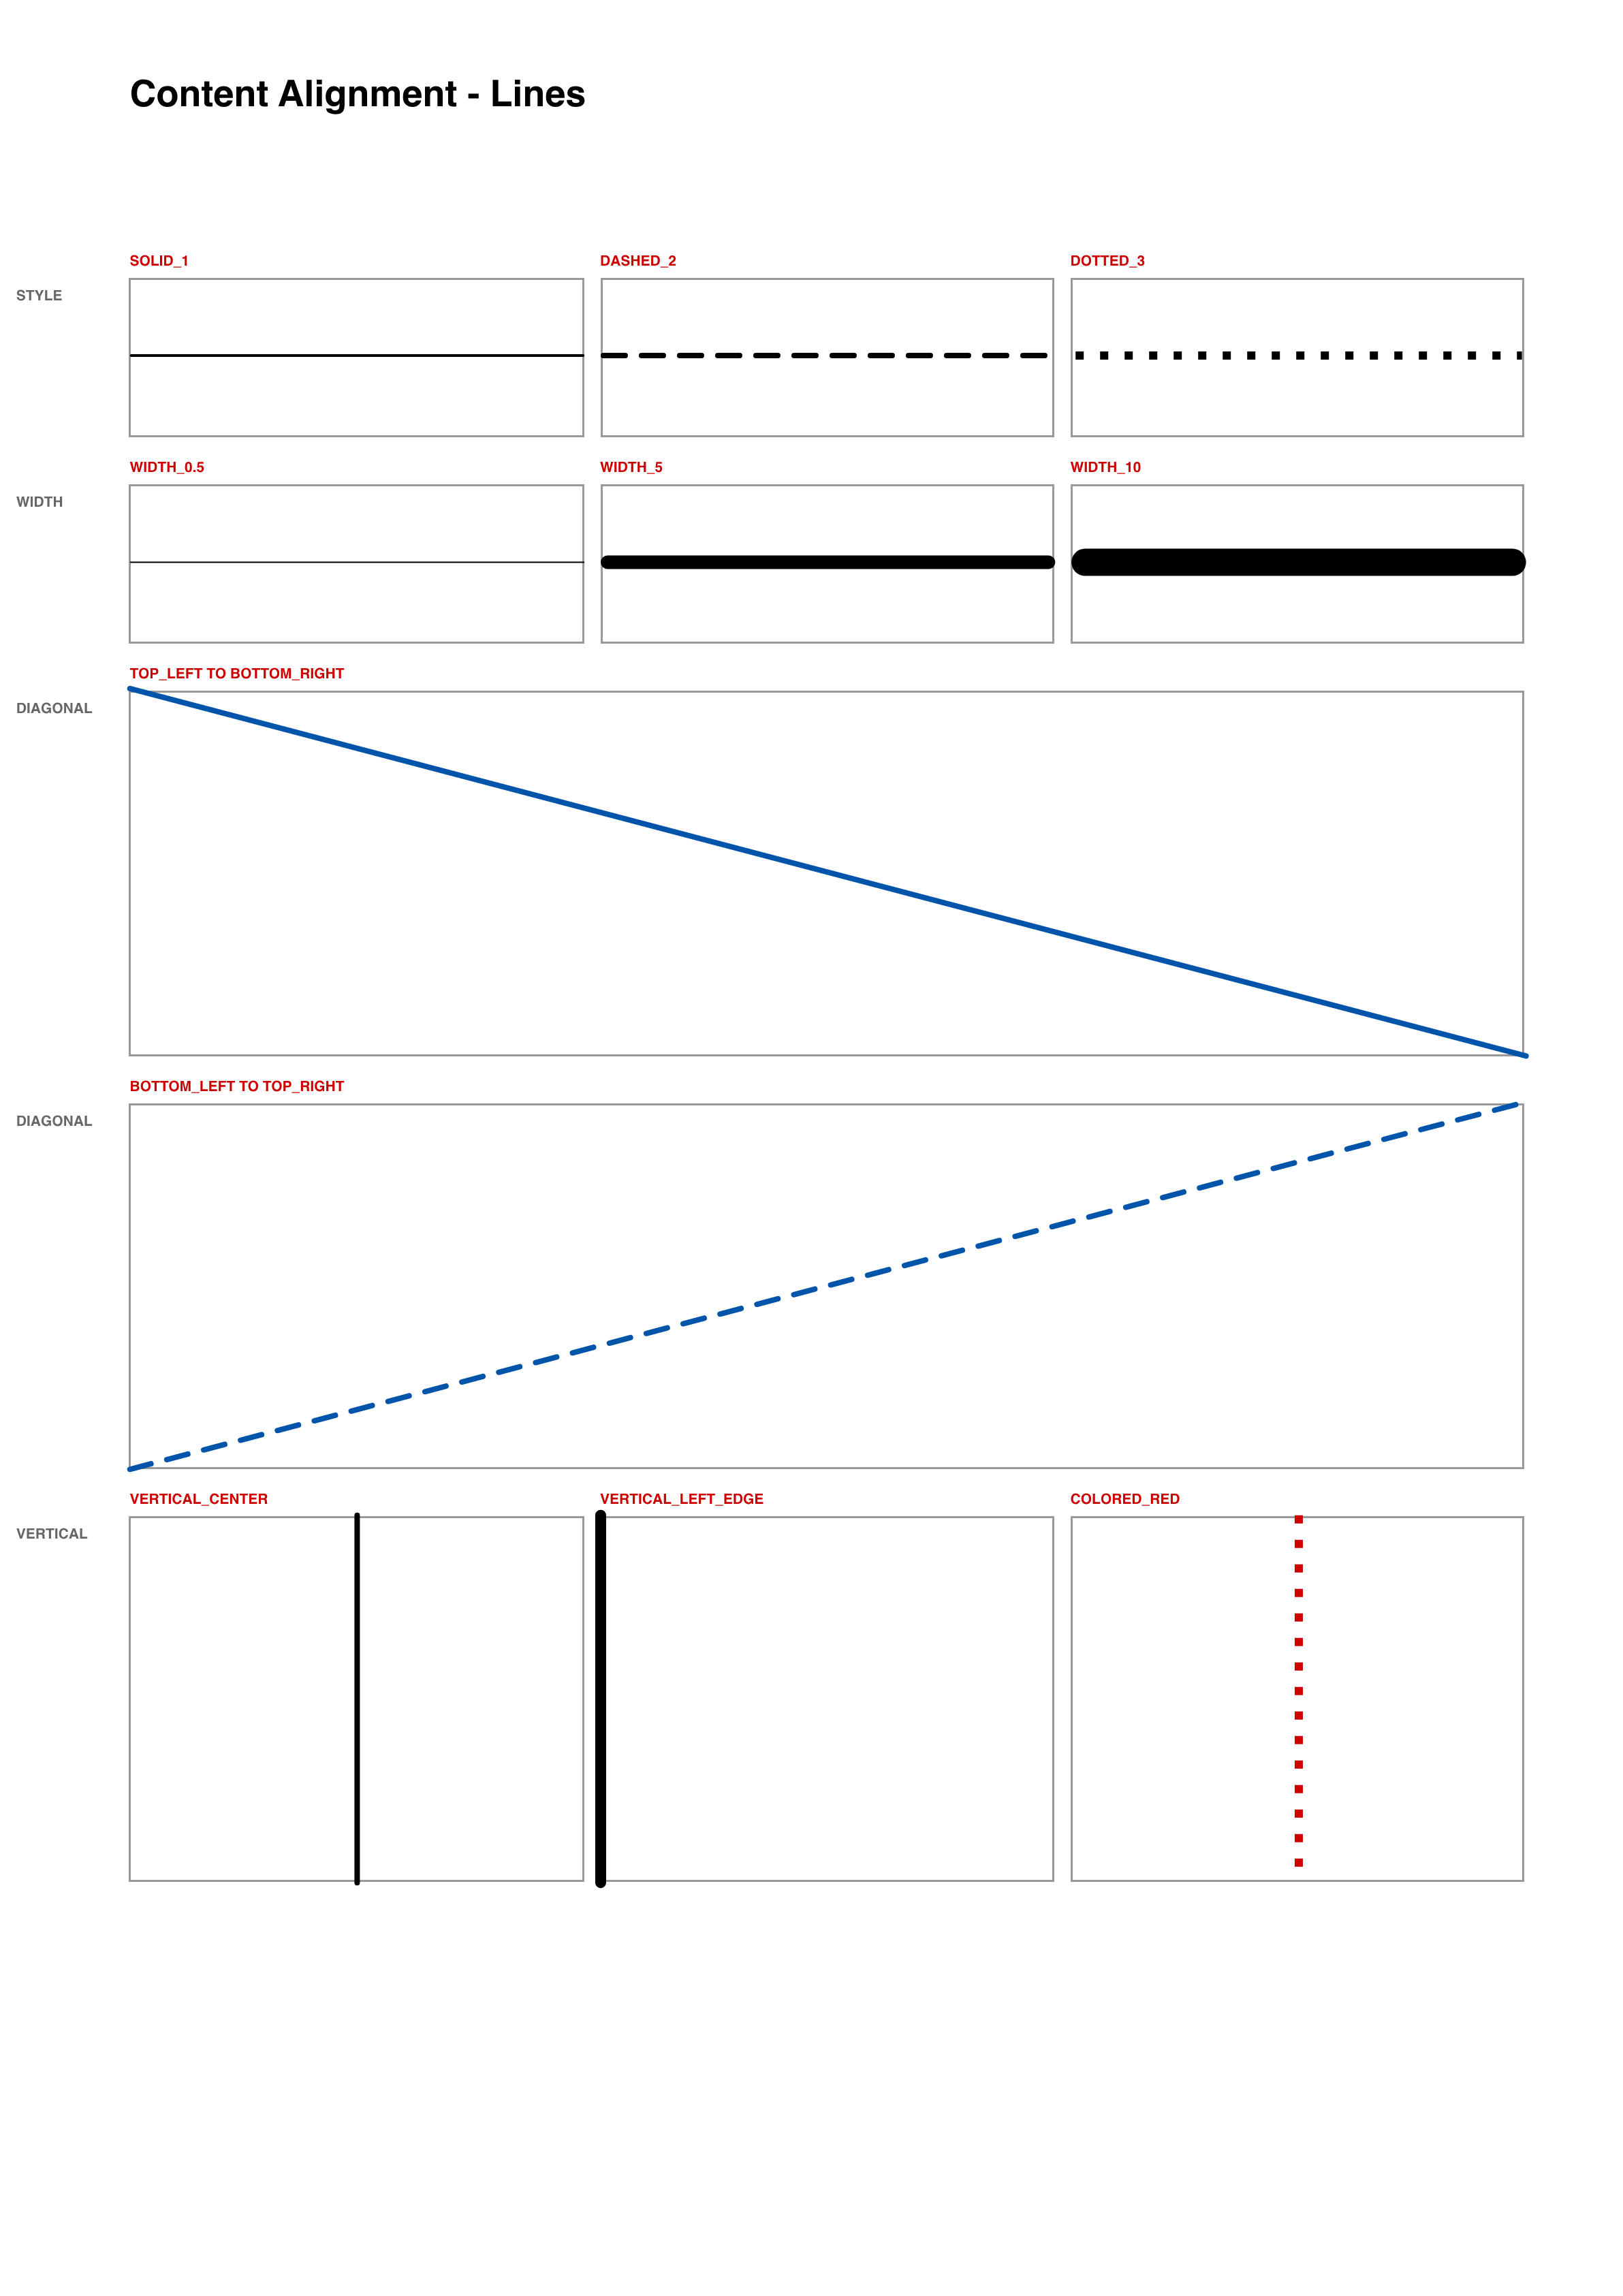 Content Alignment - Lines
SOLID_1 DASHED_2 DOTTED_3
STYLE
WIDTH_0.5 WIDTH_5 WIDTH_10
WIDTH
TOP_LEFT TO BOTTOM_RIGHT
DIAGONAL
BOTTOM_LEFT TO TOP_RIGHT
DIAGONAL
VERTICAL_CENTER VERTICAL_LEFT_EDGE COLORED_RED
VERTICAL